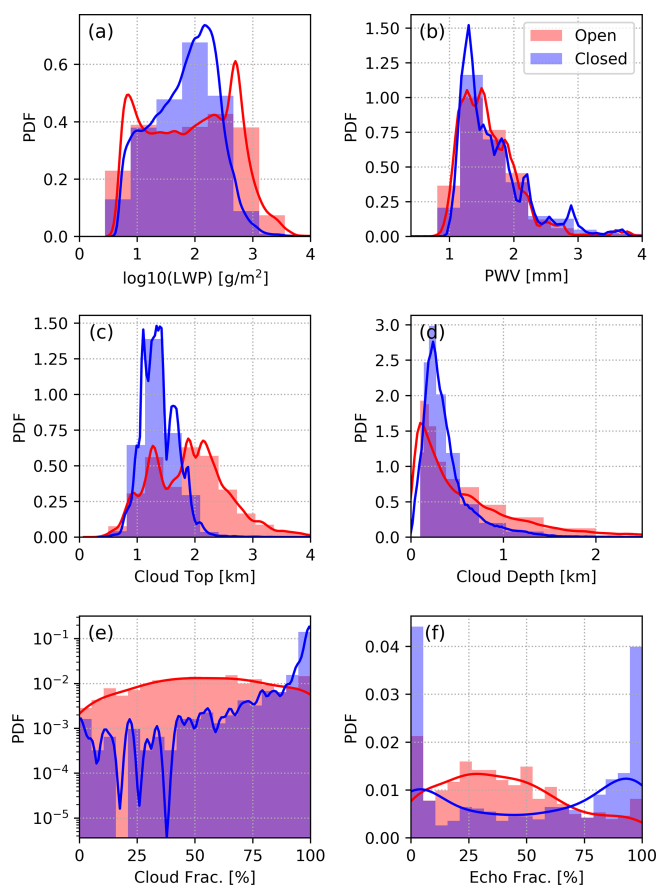 (a)
PDF
0.6
0.4
0.2
0.0
0 1 2 3 4
log10(LWP) [g/m²]
(b)
Open
Closed
PDF
1.50
1.25
1.00
0.75
0.50
0.25
0.00
1 2 3 4
PWV [mm]
(c)
PDF
1.50
1.25
1.00
0.75
0.50
0.25
0.00
0 1 2 3 4
Cloud Top [km]
(d)
PDF
3.0
2.5
2.0
1.5
1.0
0.5
0.0
0 1 2
Cloud Depth [km]
(e)
PDF
10⁻¹
10⁻²
10⁻³
10⁻⁴
10⁻⁵
0 25 50 75 100
Cloud Frac. [%]
(f)
PDF
0.04
0.03
0.02
0.01
0.00
0 25 50 75 100
Echo Frac. [%]